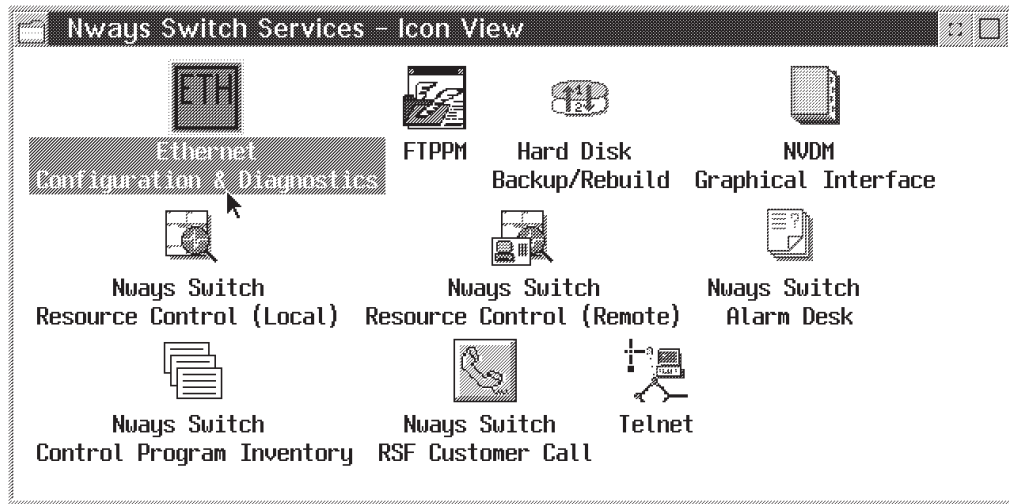 Nways Switch Services - Icon View
ETH
Ethernet
Configuration & Diagnostics
FTPPM
1
2
Hard Disk
Backup/Rebuild
NVDM
Graphical Interface
Nways Switch
Resource Control (Local)
Nways Switch
Resource Control (Remote)
?
Nways Switch
Alarm Desk
Nways Switch
Control Program Inventory
Nways Switch
RSF Customer Call
Telnet